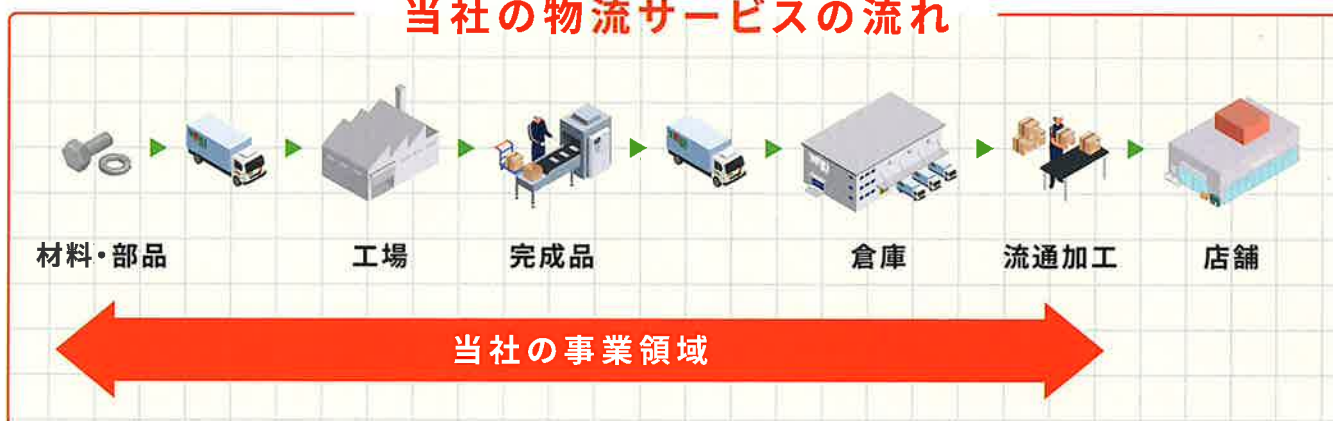 当社の物流サービスの流れ
材料・部品
工場
完成品
倉庫
流通加工
店舗
当社の事業領域